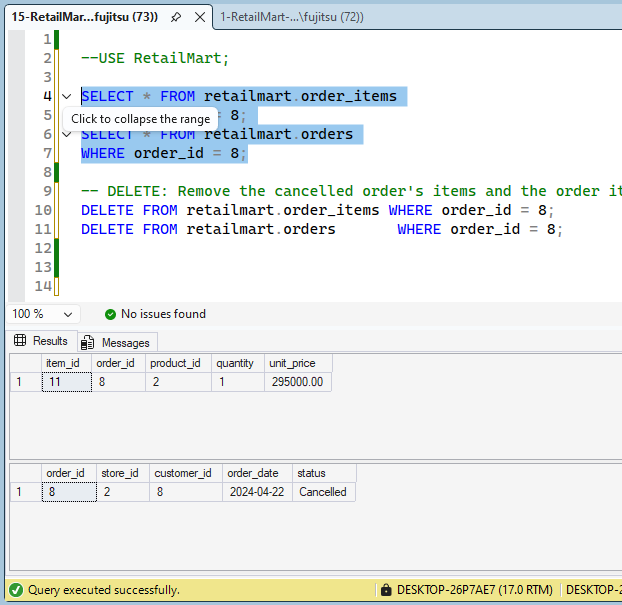 15-RetailMar...fujitsu (73))
1-RetailMart-...\fujitsu (72))
1
2 --USE RetailMart;
3
4 SELECT * FROM retailmart.order_items
5 = 8;
Click to collapse the range
6 SELECT * FROM retailmart.orders
7 WHERE order_id = 8;
8
9 -- DELETE: Remove the cancelled order's items and the order it
10 DELETE FROM retailmart.order_items WHERE order_id = 8;
11 DELETE FROM retailmart.orders       WHERE order_id = 8;
12
13
14
100 %
No issues found
Results Messages
item_id order_id product_id quantity unit_price
1 11 8 2 1 295000.00
order_id store_id customer_id order_date status
1 8 2 8 2024-04-22 Cancelled
Query executed successfully. DESKTOP-26P7AE7 (17.0 RTM) DESKTOP-2